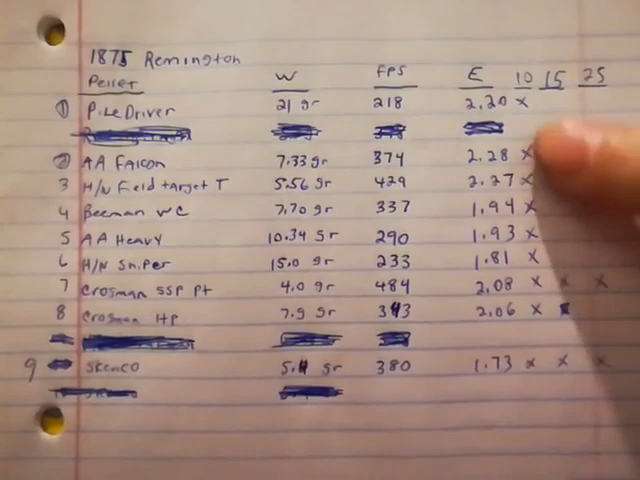 1875 Remington
Pellet W FPS E 10 15 25
1 PileDriver 21 gr 218 2.20 x
2 AA Falcon 7.33 gr 374 2.28 x
3 H/N Field target T 5.56 gr 429 2.27 x
4 Beeman WC 7.70 gr 337 1.94 x
5 AA Heavy 10.34 gr 290 1.93 x
6 H/N Sniper 15.0 gr 233 1.81 x
7 Crosman SSP Pt 4.0 gr 484 2.08 x x x
8 Crosman HP 7.9 gr 343 2.06 x x
9 Skenco gr 380 1.73 x x x